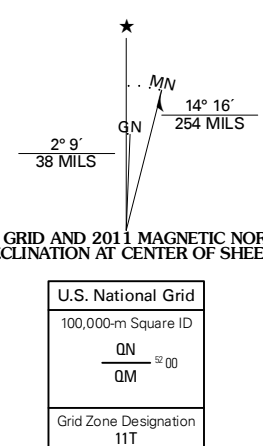 ★
MN
GN
14° 16´
254 MILS
2° 9´
38 MILS
GRID AND 2011 MAGNETIC NOR
CLINATION AT CENTER OF SHEE
U.S. National Grid
100,000-m Square ID
QN
52 00
QM
Grid Zone Designation
11T